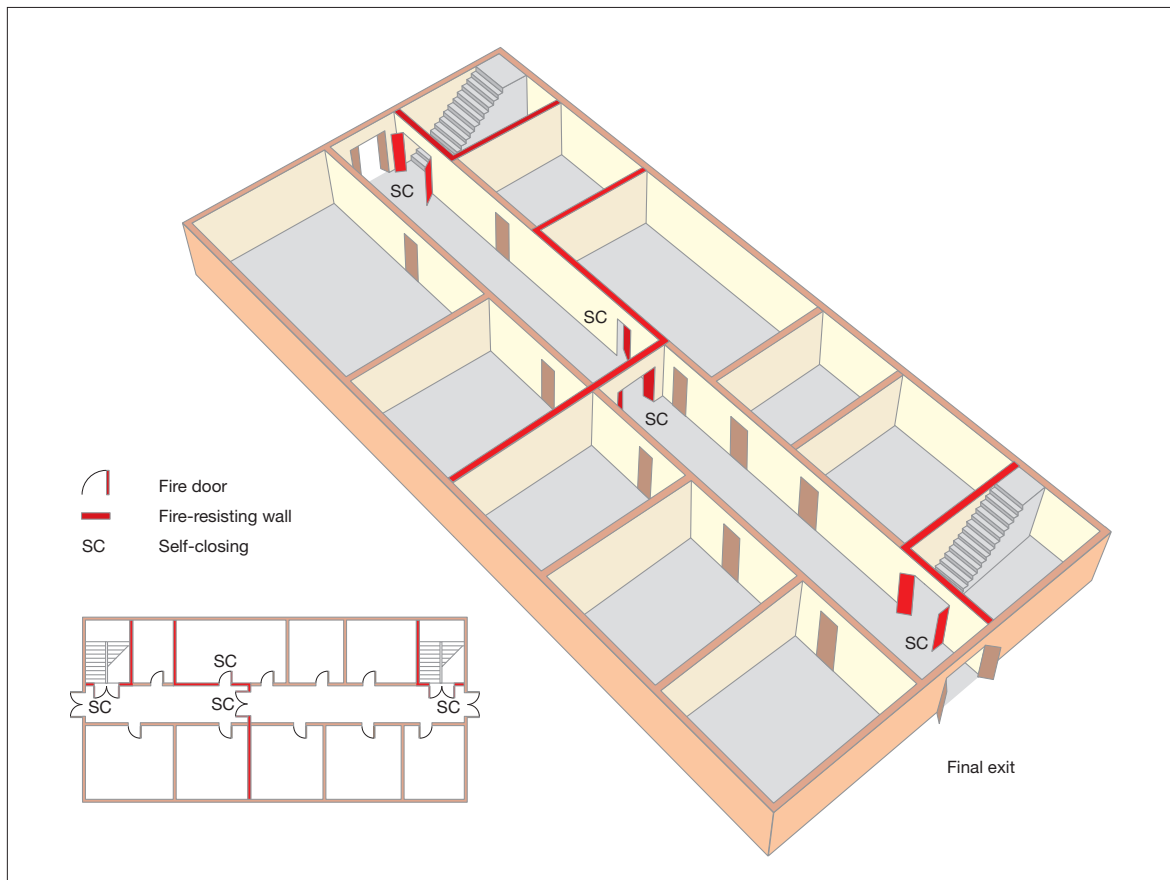 SC
SC
SC
SC
Fire door
Fire-resisting wall
SC Self-closing
SC
SC
SC
SC
Final exit